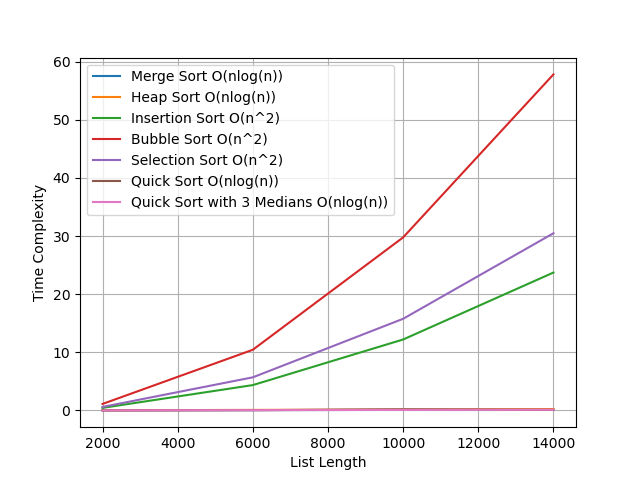 60
50
40
30
20
10
0
Time Complexity
Merge Sort O(nlog(n))
Heap Sort O(nlog(n))
Insertion Sort O(n^2)
Bubble Sort O(n^2)
Selection Sort O(n^2)
Quick Sort O(nlog(n))
Quick Sort with 3 Medians O(nlog(n))
2000 4000 6000 8000 10000 12000 14000
List Length